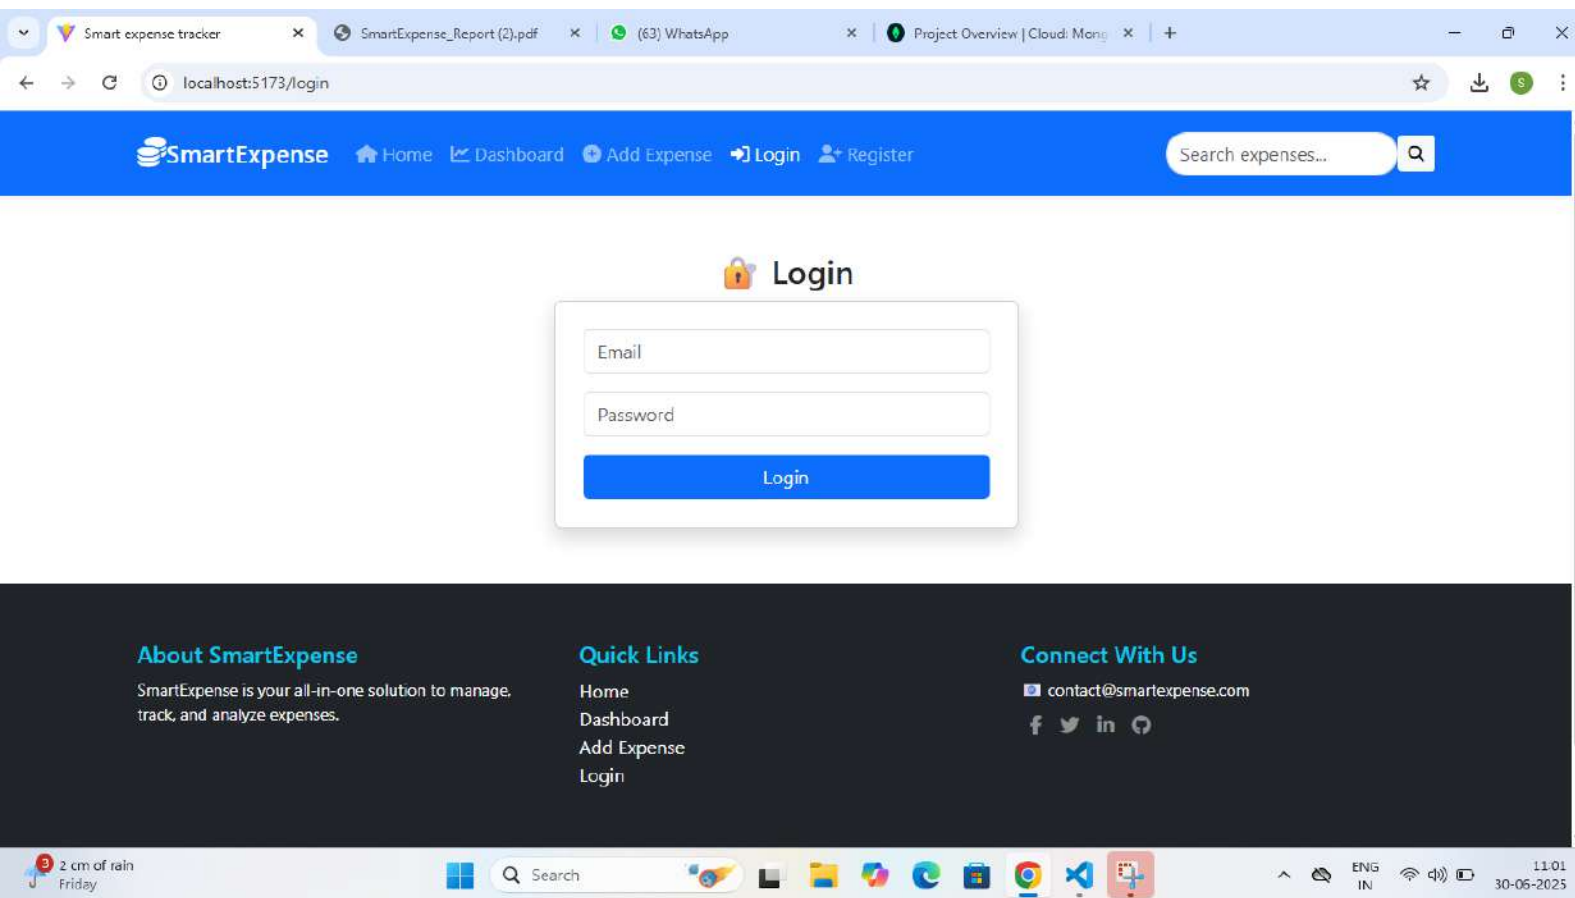 Smart expense tracker
SmartExpense_Report (2).pdf
(63) WhatsApp
Project Overview | Cloud: Mong
localhost:5173/login
S
SmartExpense Home Dashboard Add Expense Login Register
Search expenses...
Login
Email
Password
Login
About SmartExpense
SmartExpense is your all-in-one solution to manage,
track, and analyze expenses.
Quick Links
Home
Dashboard
Add Expense
Login
Connect With Us
contact@smartexpense.com
3
2 cm of rain
Friday
Search
ENG
IN
11:01
30-06-2025